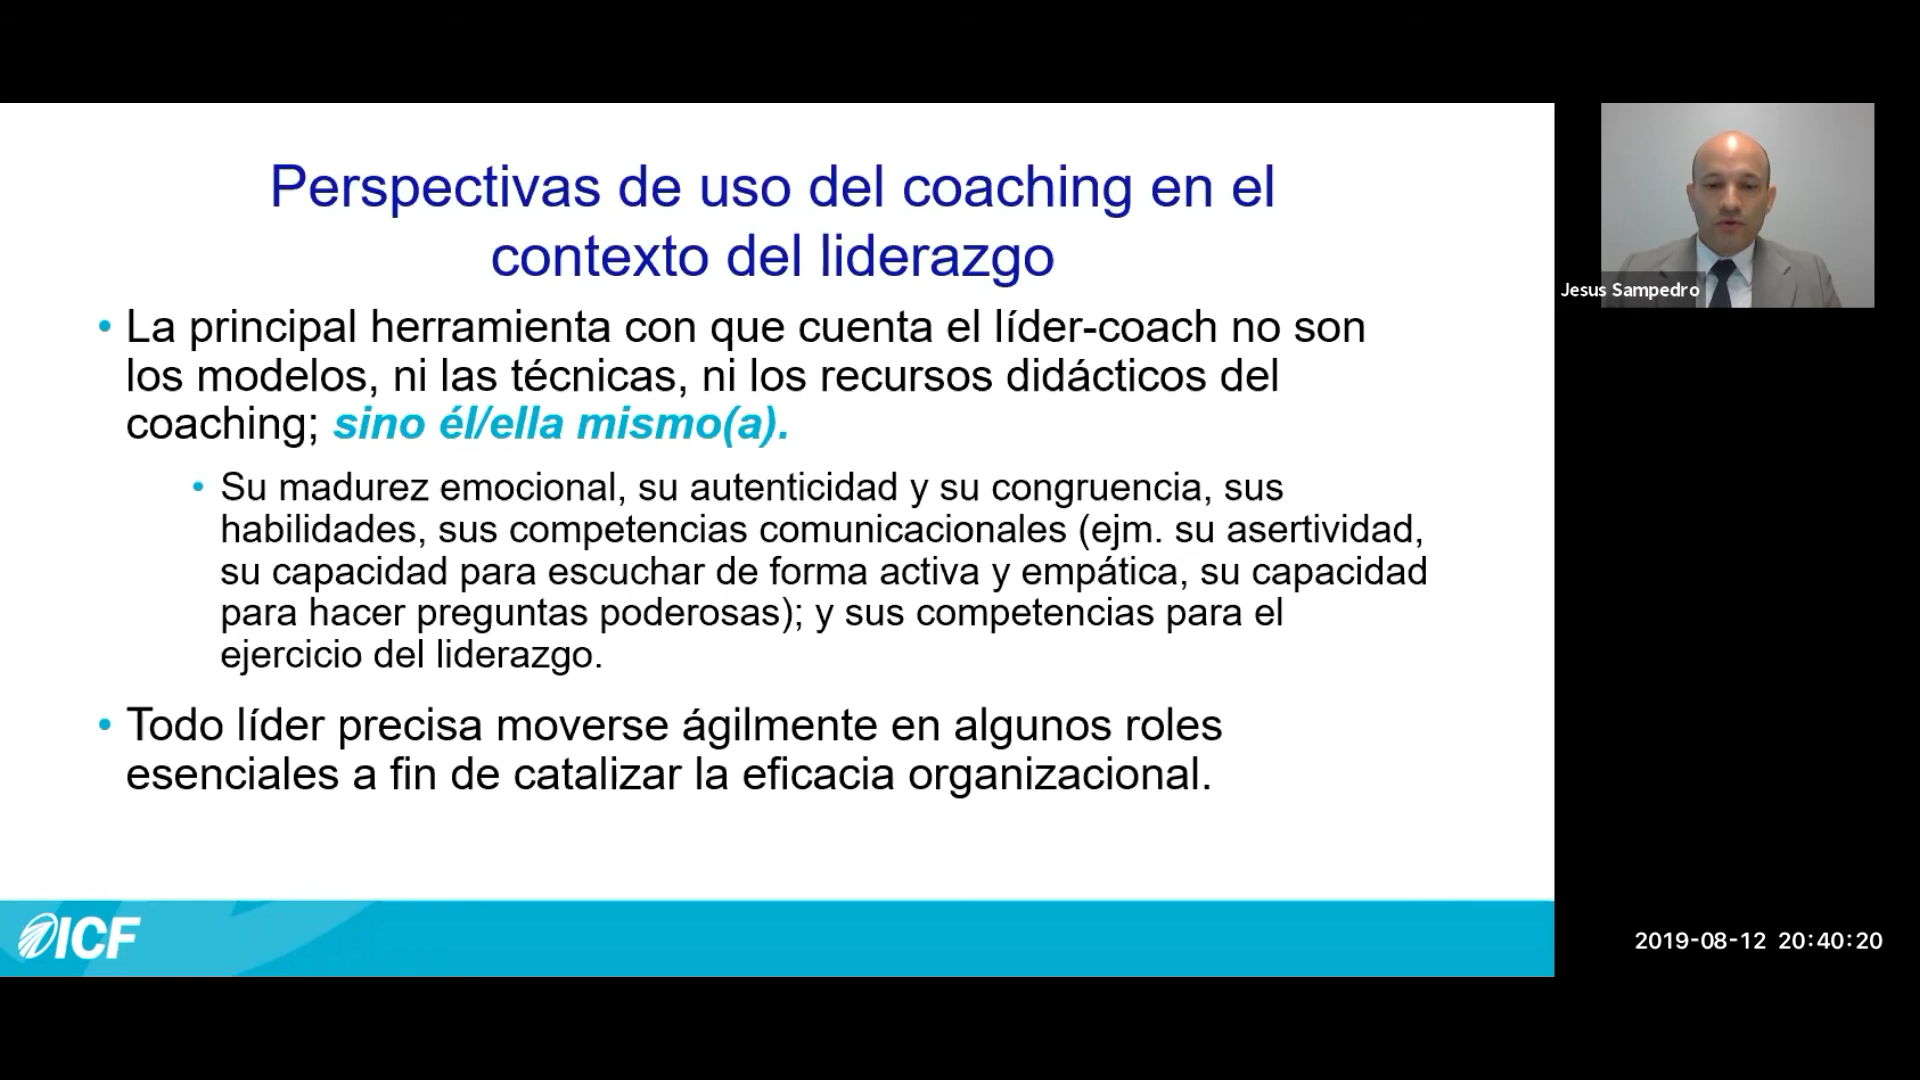 Perspectivas de uso del coaching en el
contexto del liderazgo
• La principal herramienta con que cuenta el líder-coach no son
los modelos, ni las técnicas, ni los recursos didácticos del
coaching; sino él/ella mismo(a).
• Su madurez emocional, su autenticidad y su congruencia, sus
habilidades, sus competencias comunicacionales (ejm. su asertividad,
su capacidad para escuchar de forma activa y empática, su capacidad
para hacer preguntas poderosas); y sus competencias para el
ejercicio del liderazgo.
• Todo líder precisa moverse ágilmente en algunos roles
esenciales a fin de catalizar la eficacia organizacional.
ICF
Jesus Sampedro
2019-08-12 20:40:20